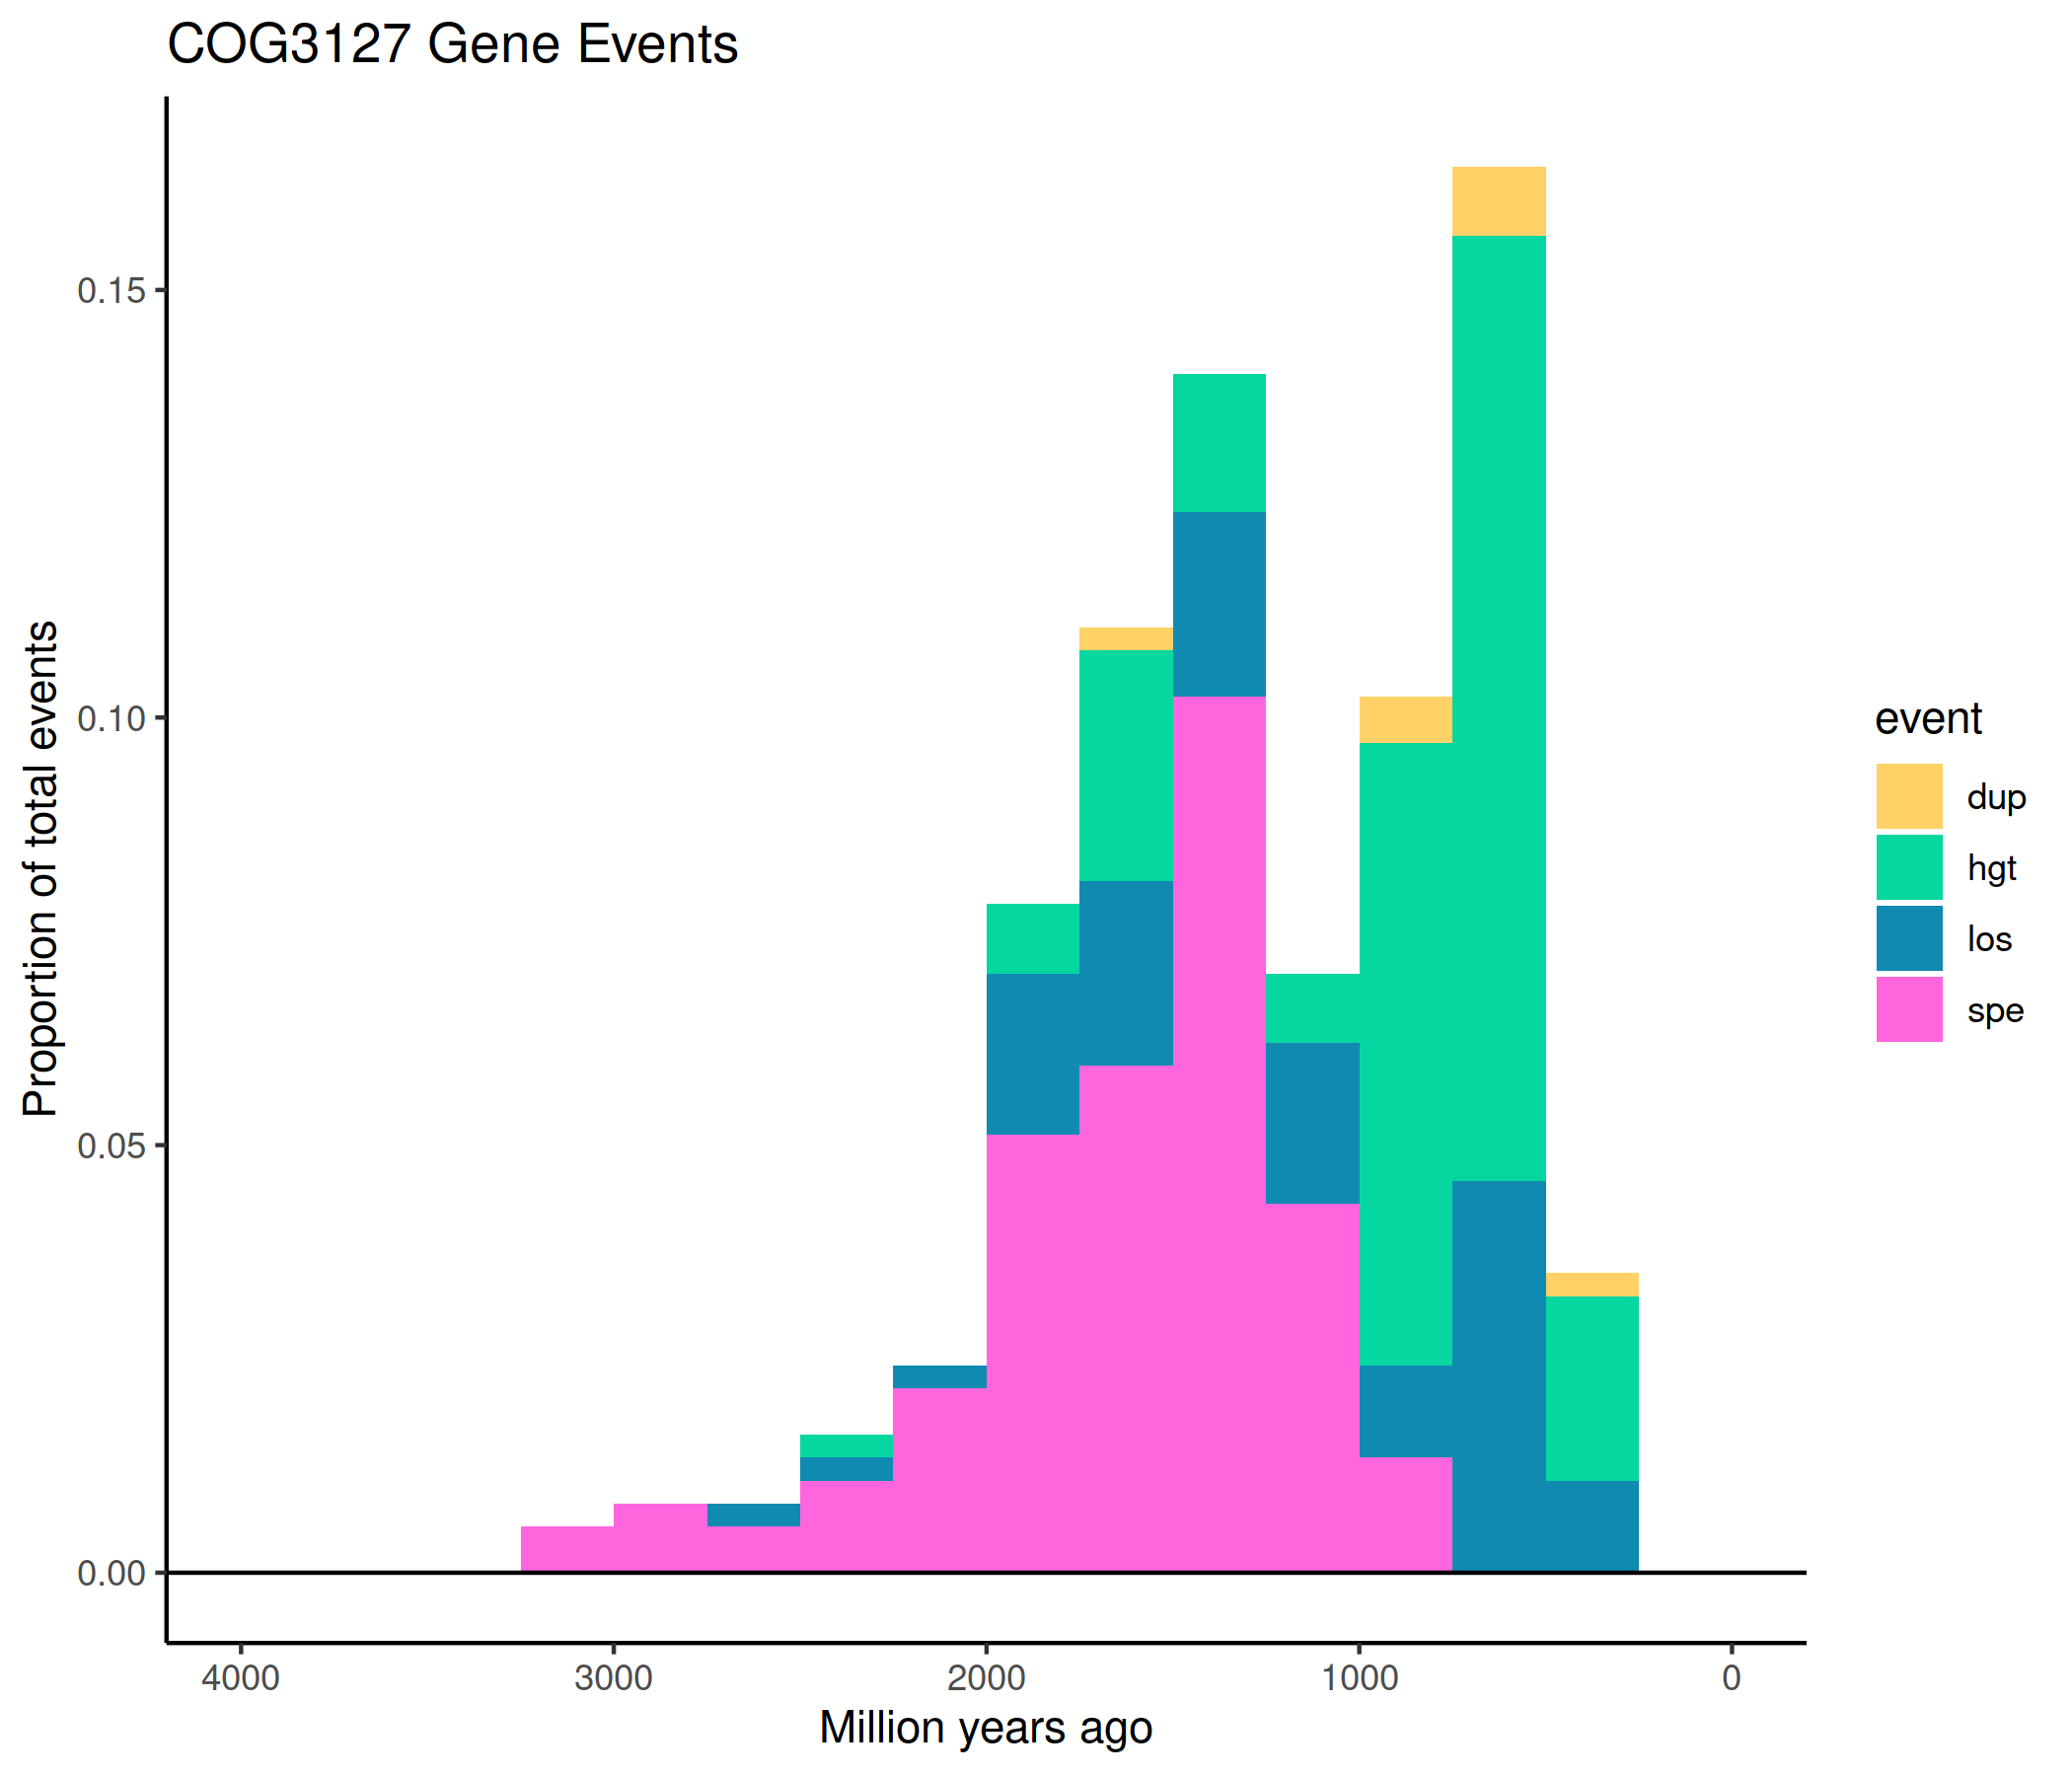 COG3127 Gene Events
Proportion of total events
0.15
0.10
0.05
0.00
4000 3000 2000 1000 0
Million years ago
event
dup
hgt
los
spe